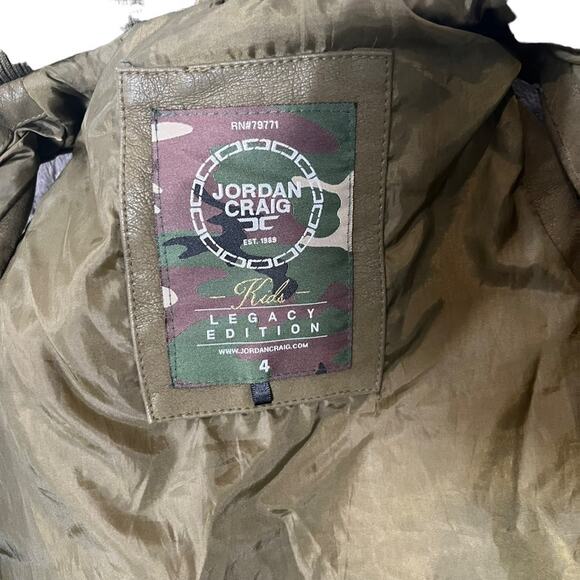 RN#79771
JORDAN
CRAIG
EST. 1989
Kids
LEGACY
EDITION
WWW.JORDANCRAIG.COM
4